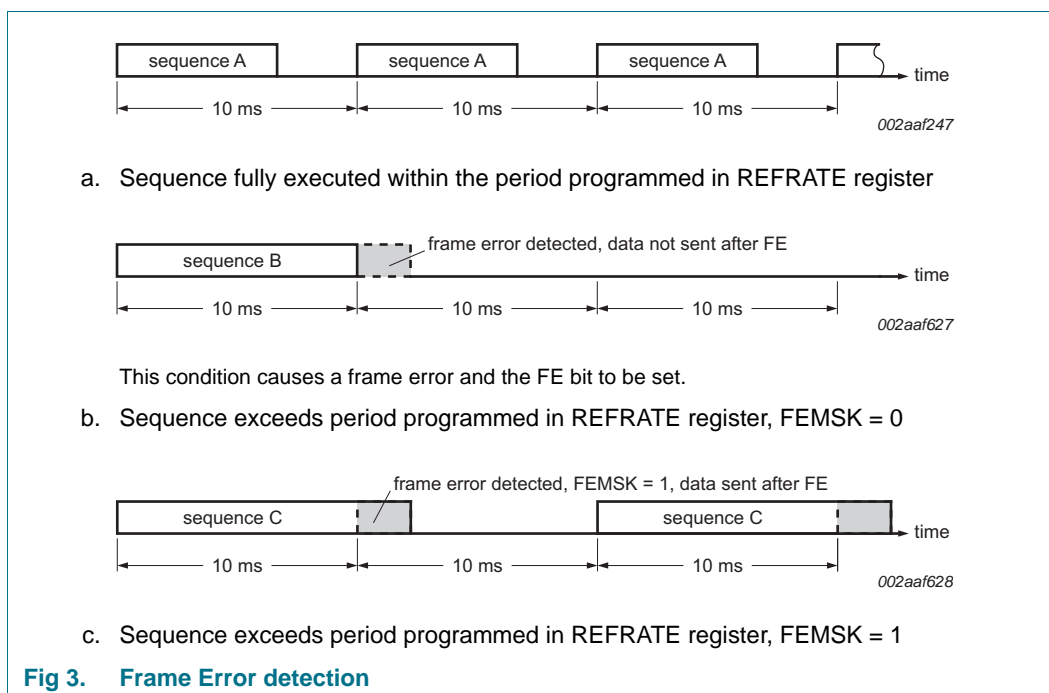 sequence A sequence A sequence A
time
10 ms 10 ms 10 ms
002aaf247
a. Sequence fully executed within the period programmed in REFRATE register
frame error detected, data not sent after FE
sequence B
time
10 ms 10 ms 10 ms
002aaf627
This condition causes a frame error and the FE bit to be set.
b. Sequence exceeds period programmed in REFRATE register, FEMSK = 0
frame error detected, FEMSK = 1, data sent after FE
sequence C sequence C
time
10 ms 10 ms 10 ms
002aaf628
c. Sequence exceeds period programmed in REFRATE register, FEMSK = 1
Fig 3. Frame Error detection